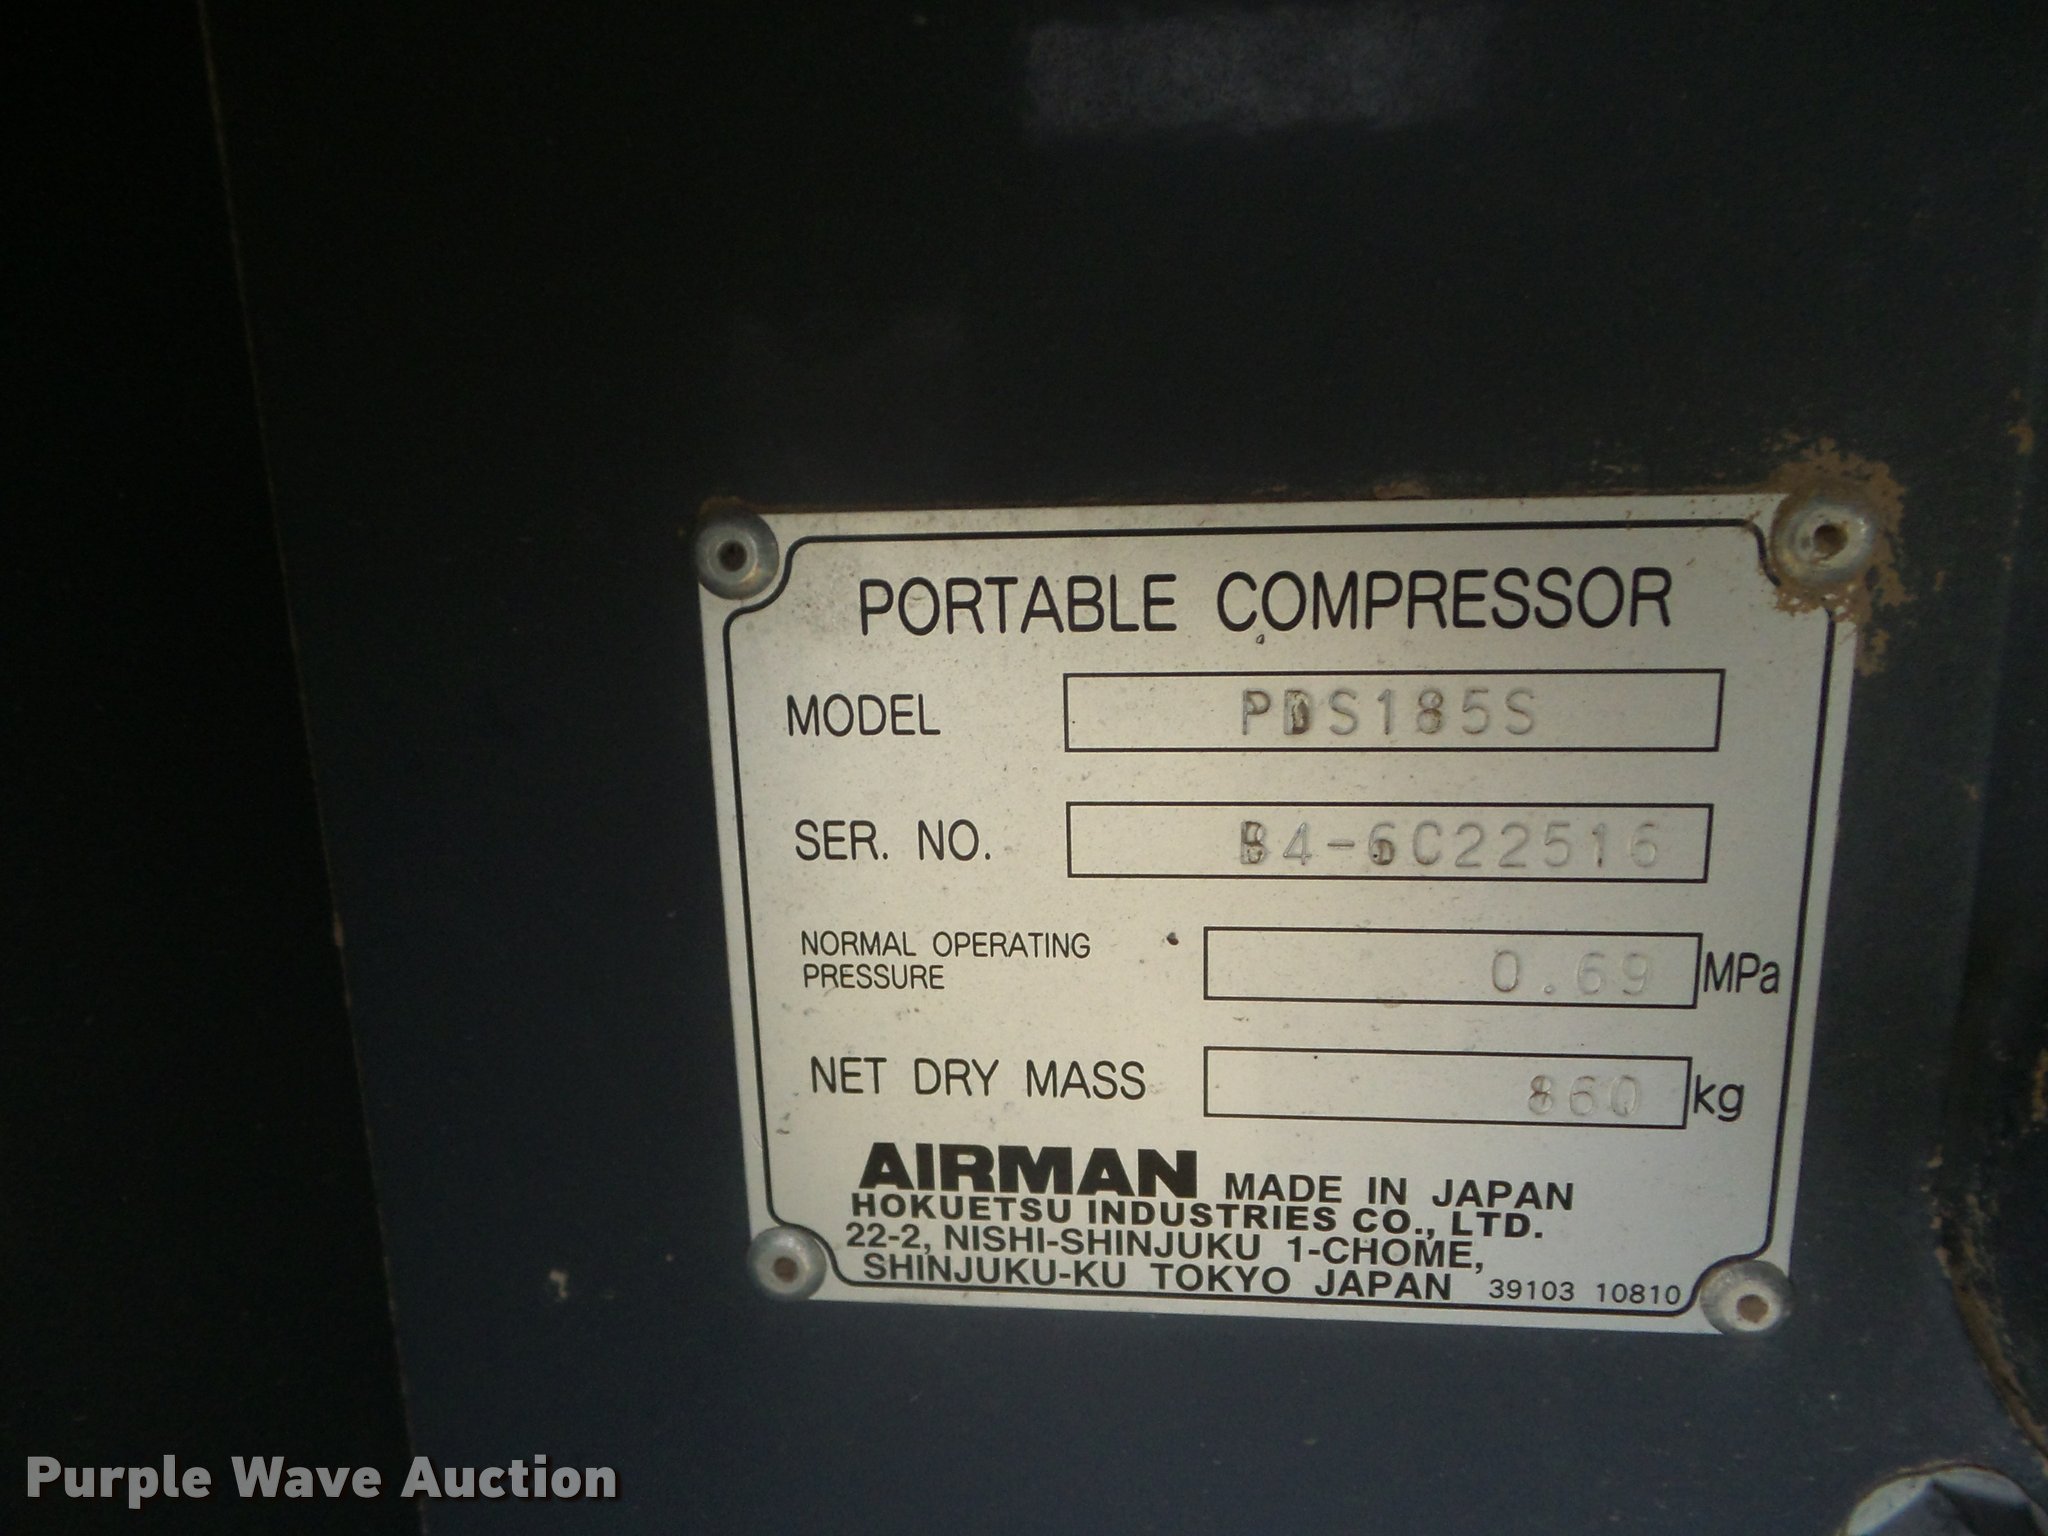 PORTABLE COMPRESSOR
MODEL PDS185S
SER. NO. B4-6C22516
NORMAL OPERATING
PRESSURE 0.69 MPa
NET DRY MASS 860 kg
AIRMAN MADE IN JAPAN
HOKUETSU INDUSTRIES CO., LTD.
22-2, NISHI-SHINJUKU 1-CHOME,
SHINJUKU-KU TOKYO JAPAN 39103 10810
Purple Wave Auction